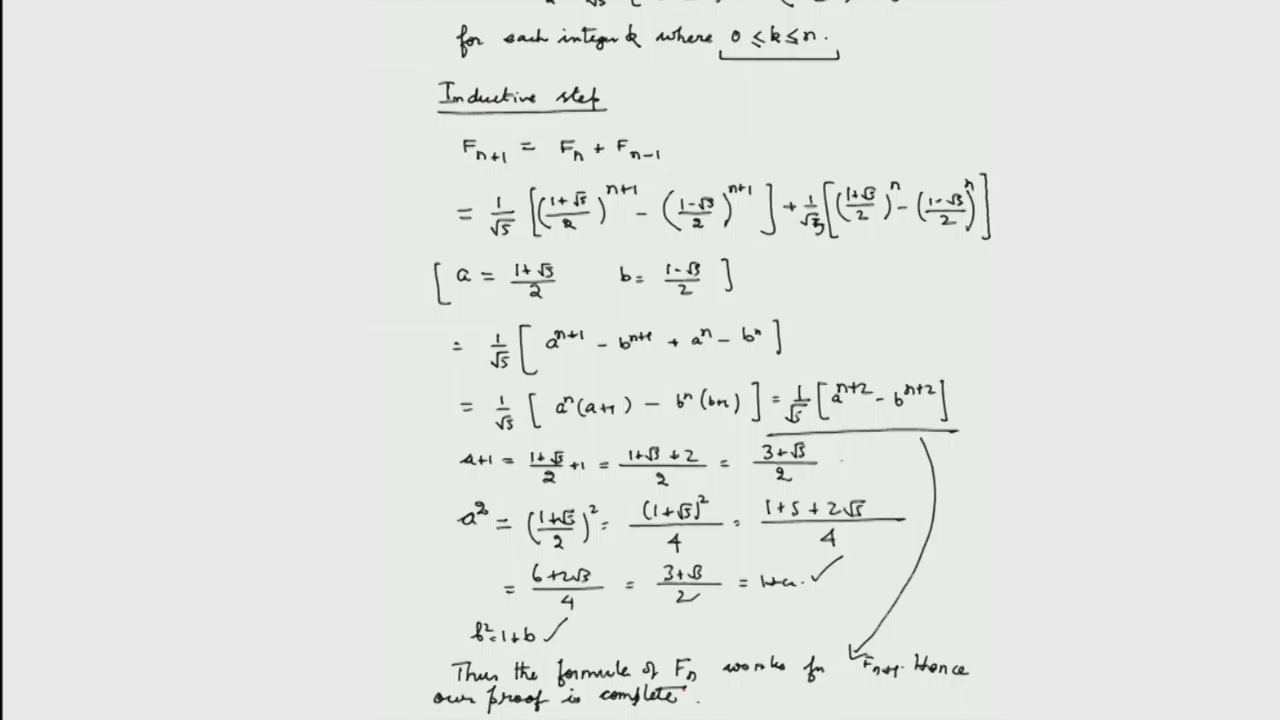 for each integer k where 0 ≤ k ≤ n.
Inductive step
F_{n+1} = F_n + F_{n-1}
= 1/√5 [((1+√5)/2)^{n+1} - ((1-√5)/2)^{n+1}] + 1/√5 [((1+√5)/2)^n - ((1-√5)/2)^n]
[a = (1+√5)/2 b = (1-√5)/2]
= 1/√5 [a^{n+1} - b^{n+1} + a^n - b^n]
= 1/√5 [a^n(a+1) - b^n(b+1)] = 1/√5 [a^{n+2} - b^{n+2}]
a+1 = (1+√5)/2 + 1 = (1+√5+2)/2 = (3+√5)/2
a^2 = ((1+√5)/2)^2 = (1+√5)^2/4 = (1+5+2√5)/4
= (6+2√5)/4 = (3+√5)/2 = 1+a. ✓
b^2 = 1+b ✓
Thus the formula of F_n works for F_{n+1}. Hence
our proof is complete.